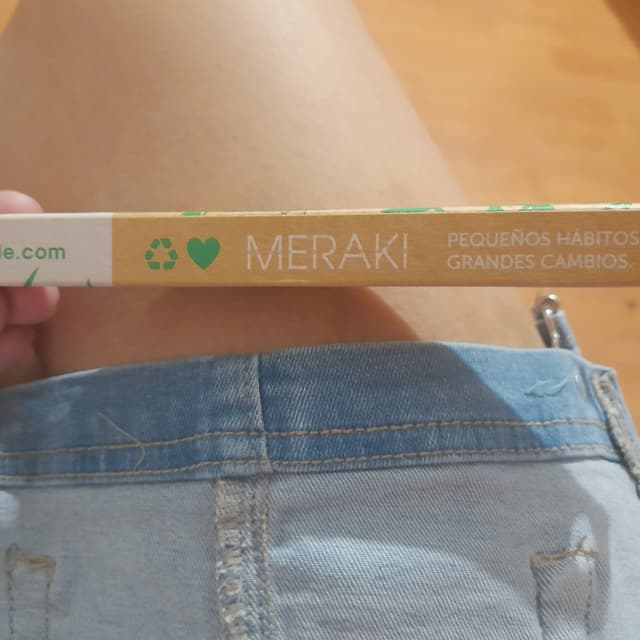 le.com
MERAKI
PEQUEÑOS HÁBITOS
GRANDES CAMBIOS.